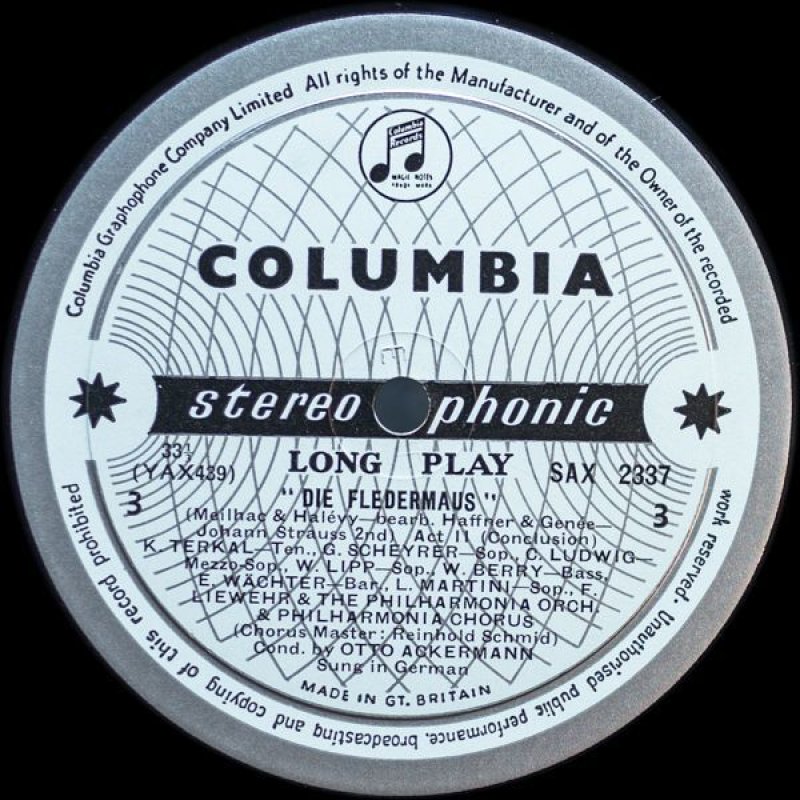 Columbia Graphophone Company Limited All rights of the Manufacturer and of the Owner of the recorded
work reserved. Unauthorised public performance, broadcasting and copying of this record prohibited
Columbia
Records
MAGIC NOTES
TRADE MARK
COLUMBIA
E
stereophonic
33⅓
LONG PLAY
SAX 2337
(YAX439)
3
3
"DIE FLEDERMAUS"
(Meilhac & Halévy—bearb. Haffner & Genée—
Johann Strauss 2nd) Act II (Conclusion)
K. TERKAL—Ten., G. SCHEYRER—Sop., C. LUDWIG—
Mezzo-Sop., W. LIPP—Sop., W. BERRY—Bass,
E. WÄCHTER—Bar., L. MARTINI—Sop., E.
LIEWEHR & THE PHILHARMONIA ORCH.
& PHILHARMONIA CHORUS
(Chorus Master: Reinhold Schmid)
Cond. by OTTO ACKERMANN
Sung in German
MADE IN GT. BRITAIN